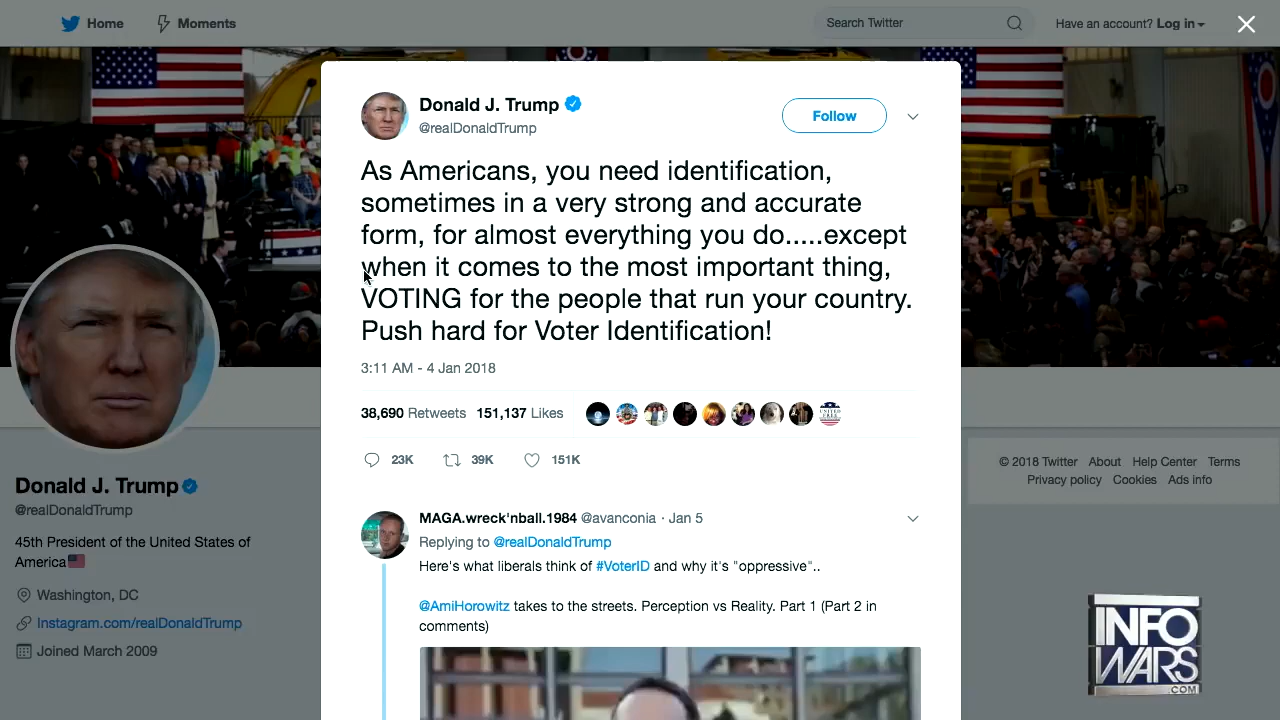 Home
Moments
Search Twitter
Have an account? Log in
Donald J. Trump
@realDonaldTrump
Follow
As Americans, you need identification,
sometimes in a very strong and accurate
form, for almost everything you do.....except
when it comes to the most important thing,
VOTING for the people that run your country.
Push hard for Voter Identification!
3:11 AM - 4 Jan 2018
38,690 Retweets 151,137 Likes
23K 39K 151K
MAGA.wreck'nball.1984 @avanconia · Jan 5
Replying to @realDonaldTrump
Here's what liberals think of #VoterID and why it's "oppressive"..
@AmiHorowitz takes to the streets. Perception vs Reality. Part 1 (Part 2 in
comments)
Donald J. Trump
@realDonaldTrump
45th President of the United States of
America
Washington, DC
Instagram.com/realDonaldTrump
Joined March 2009
© 2018 Twitter About Help Center Terms
Privacy policy Cookies Ads info
INFO
WARS
.COM